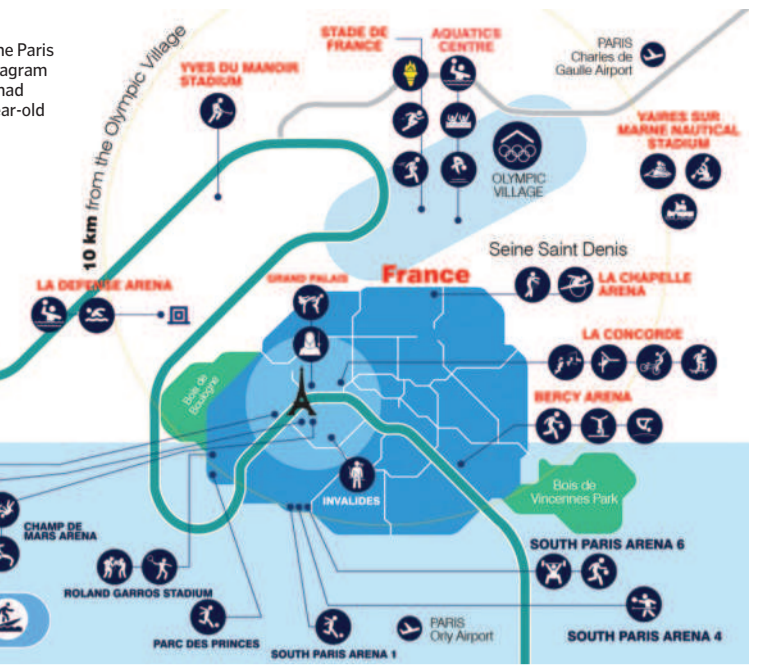 he Paris
agram
had
ear-old
10 km from the Olympic Village
YVES DU MANOIR
STADIUM
STADE DE
FRANCE
AQUATICS
CENTRE
PARIS
Charles de
Gaulle Airport
VAIRES SUR
MARNE NAUTICAL
STADIUM
OLYMPIC
VILLAGE
Seine Saint Denis
LA DEFENSE ARENA
GRAND PALAIS
France
LA CHAPELLE
ARENA
LA CONCORDE
Bois de
Boulogne
BERCY ARENA
INVALIDES
Bois de
Vincennes Park
CHAMP DE
MARS ARENA
SOUTH PARIS ARENA 6
ROLAND GARROS STADIUM
PARC DES PRINCES
SOUTH PARIS ARENA 1
PARIS
Orly Airport
SOUTH PARIS ARENA 4